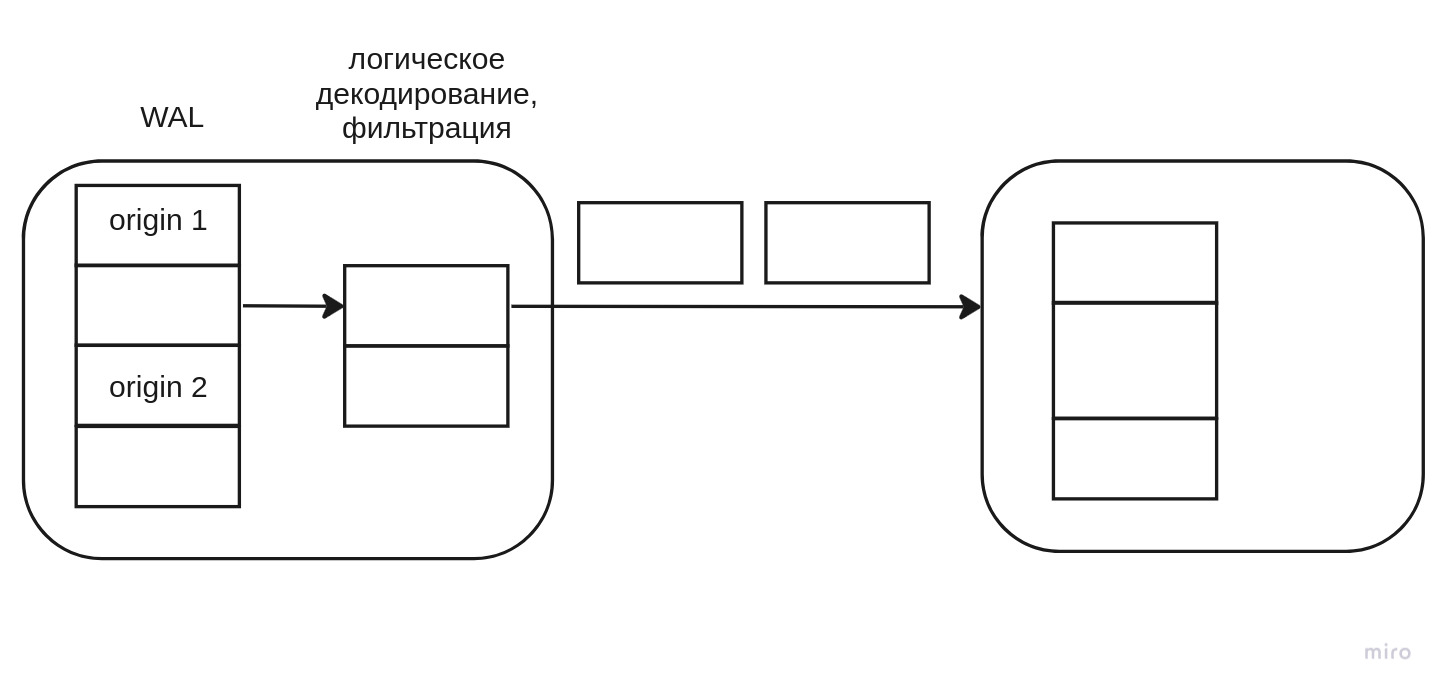 WAL
логическое
декодирование,
фильтрация
origin 1
origin 2
miro